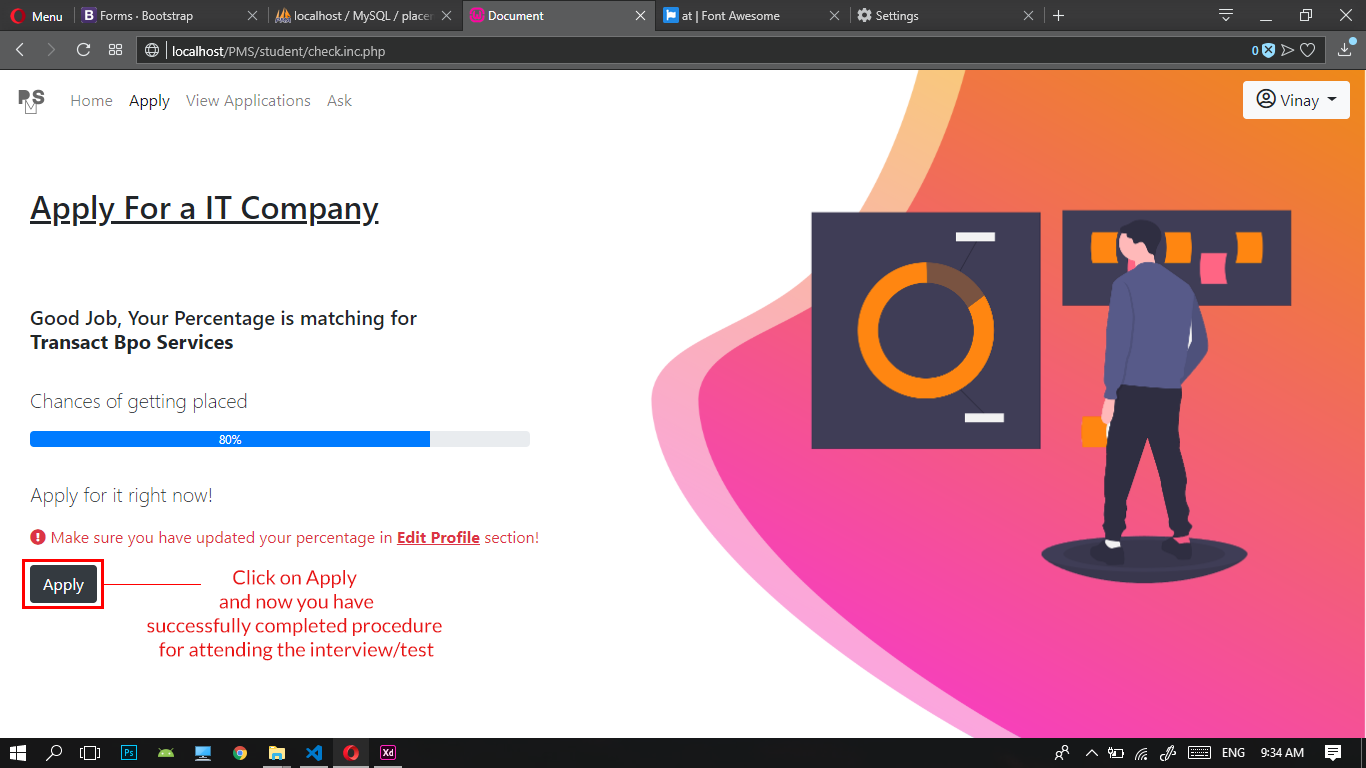 Menu
Forms · Bootstrap
localhost / MySQL / placer
Document
at | Font Awesome
Settings
localhost/PMS/student/check.inc.php
0
PMS
Home
Apply
View Applications
Ask
Vinay
Apply For a IT Company
Good Job, Your Percentage is matching for
Transact Bpo Services
Chances of getting placed
80%
Apply for it right now!
Make sure you have updated your percentage in Edit Profile section!
Apply
Click on Apply
and now you have
successfully completed procedure
for attending the interview/test
Ps
Xd
ENG
9:34 AM